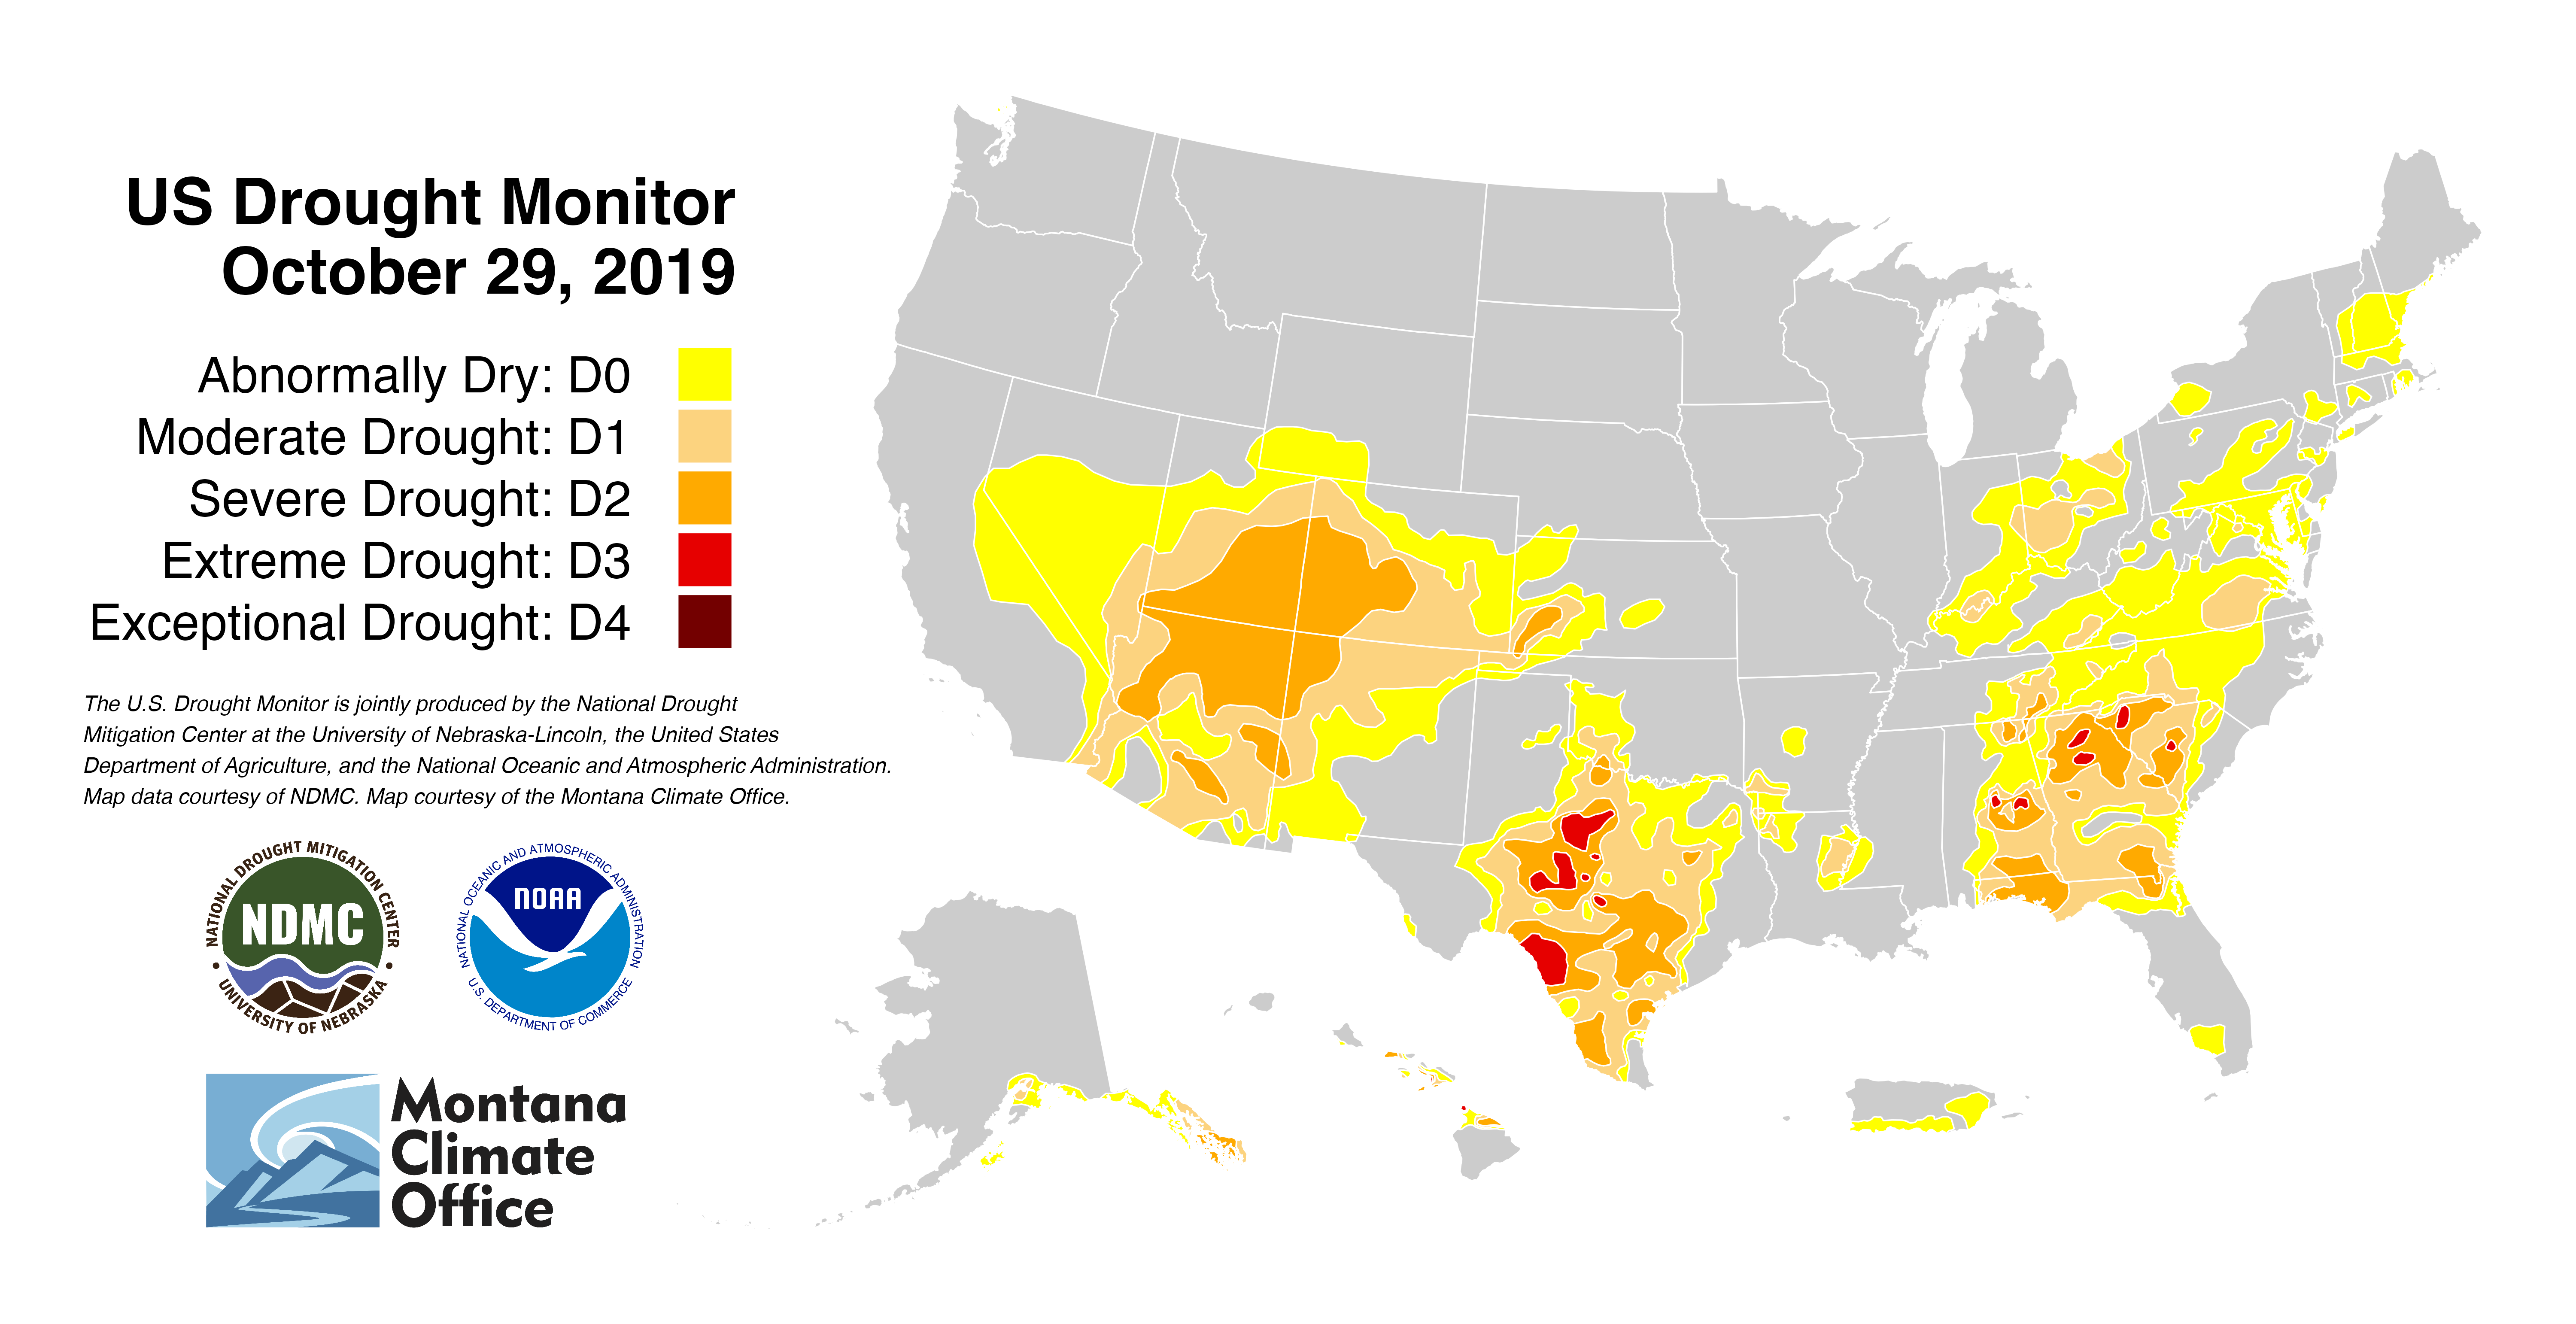 US Drought Monitor
October 29, 2019
Abnormally Dry: D0
Moderate Drought: D1
Severe Drought: D2
Extreme Drought: D3
Exceptional Drought: D4
The U.S. Drought Monitor is jointly produced by the National Drought
Mitigation Center at the University of Nebraska-Lincoln, the United States
Department of Agriculture, and the National Oceanic and Atmospheric Administration.
Map data courtesy of NDMC. Map courtesy of the Montana Climate Office.
NATIONAL DROUGHT MITIGATION CENTER
NDMC
UNIVERSITY OF NEBRASKA
NATIONAL OCEANIC AND ATMOSPHERIC ADMINISTRATION
NOAA
U.S. DEPARTMENT OF COMMERCE
Montana
Climate
Office